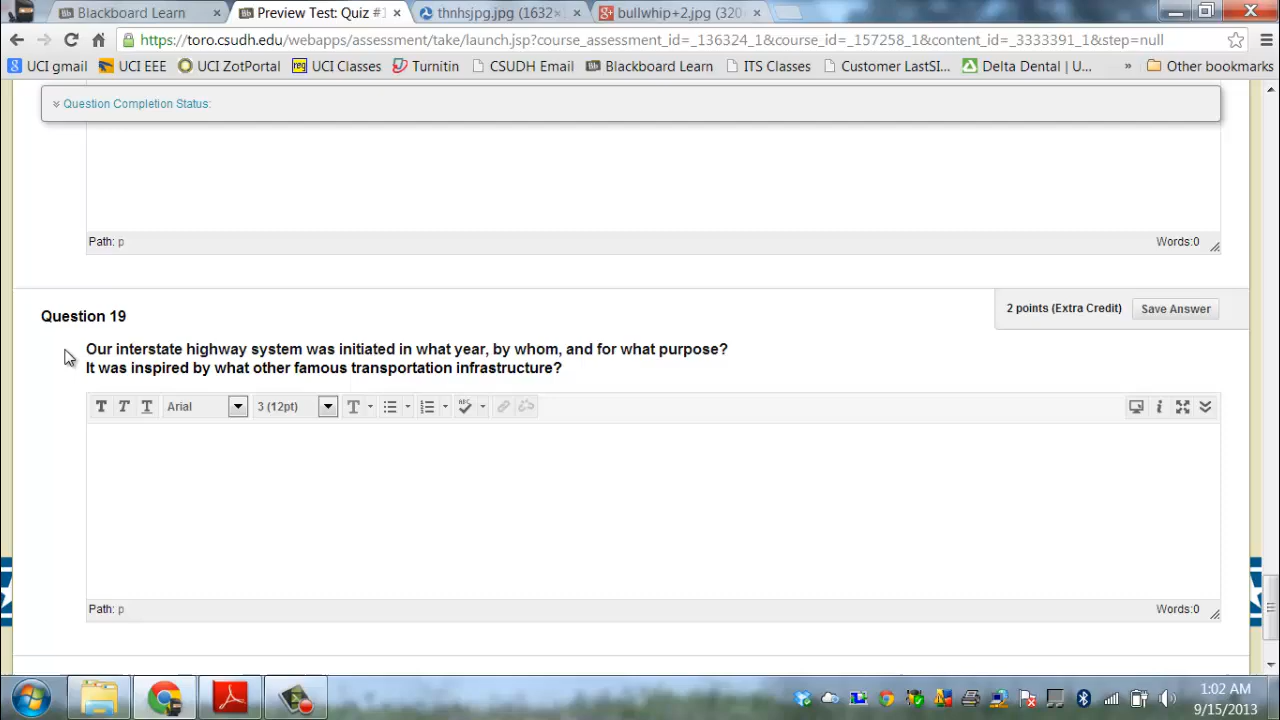 Blackboard Learn
Preview Test: Quiz #1
thnhsjpg.jpg (1632×
bullwhip+2.jpg (320
https://toro.csudh.edu/webapps/assessment/take/launch.jsp?couse_assessment_id=_136324_1&course_id=_157258_1&content_id=_3333391_1&step=null
UCI gmail
UCI EEE
UCI ZotPortal
UCI Classes
Turnitin
CSUDH Email
Blackboard Learn
ITS Classes
Customer LastSI...
Delta Dental | U...
»
Other bookmarks
Question Completion Status:
Path: p
Words:0
Question 19
2 points (Extra Credit)
Save Answer
Our interstate highway system was initiated in what year, by whom, and for what purpose?
It was inspired by what other famous transportation infrastructure?
T T T Arial 3 (12pt) T ABC
Path: p
Words:0
1:02 AM
9/15/2013